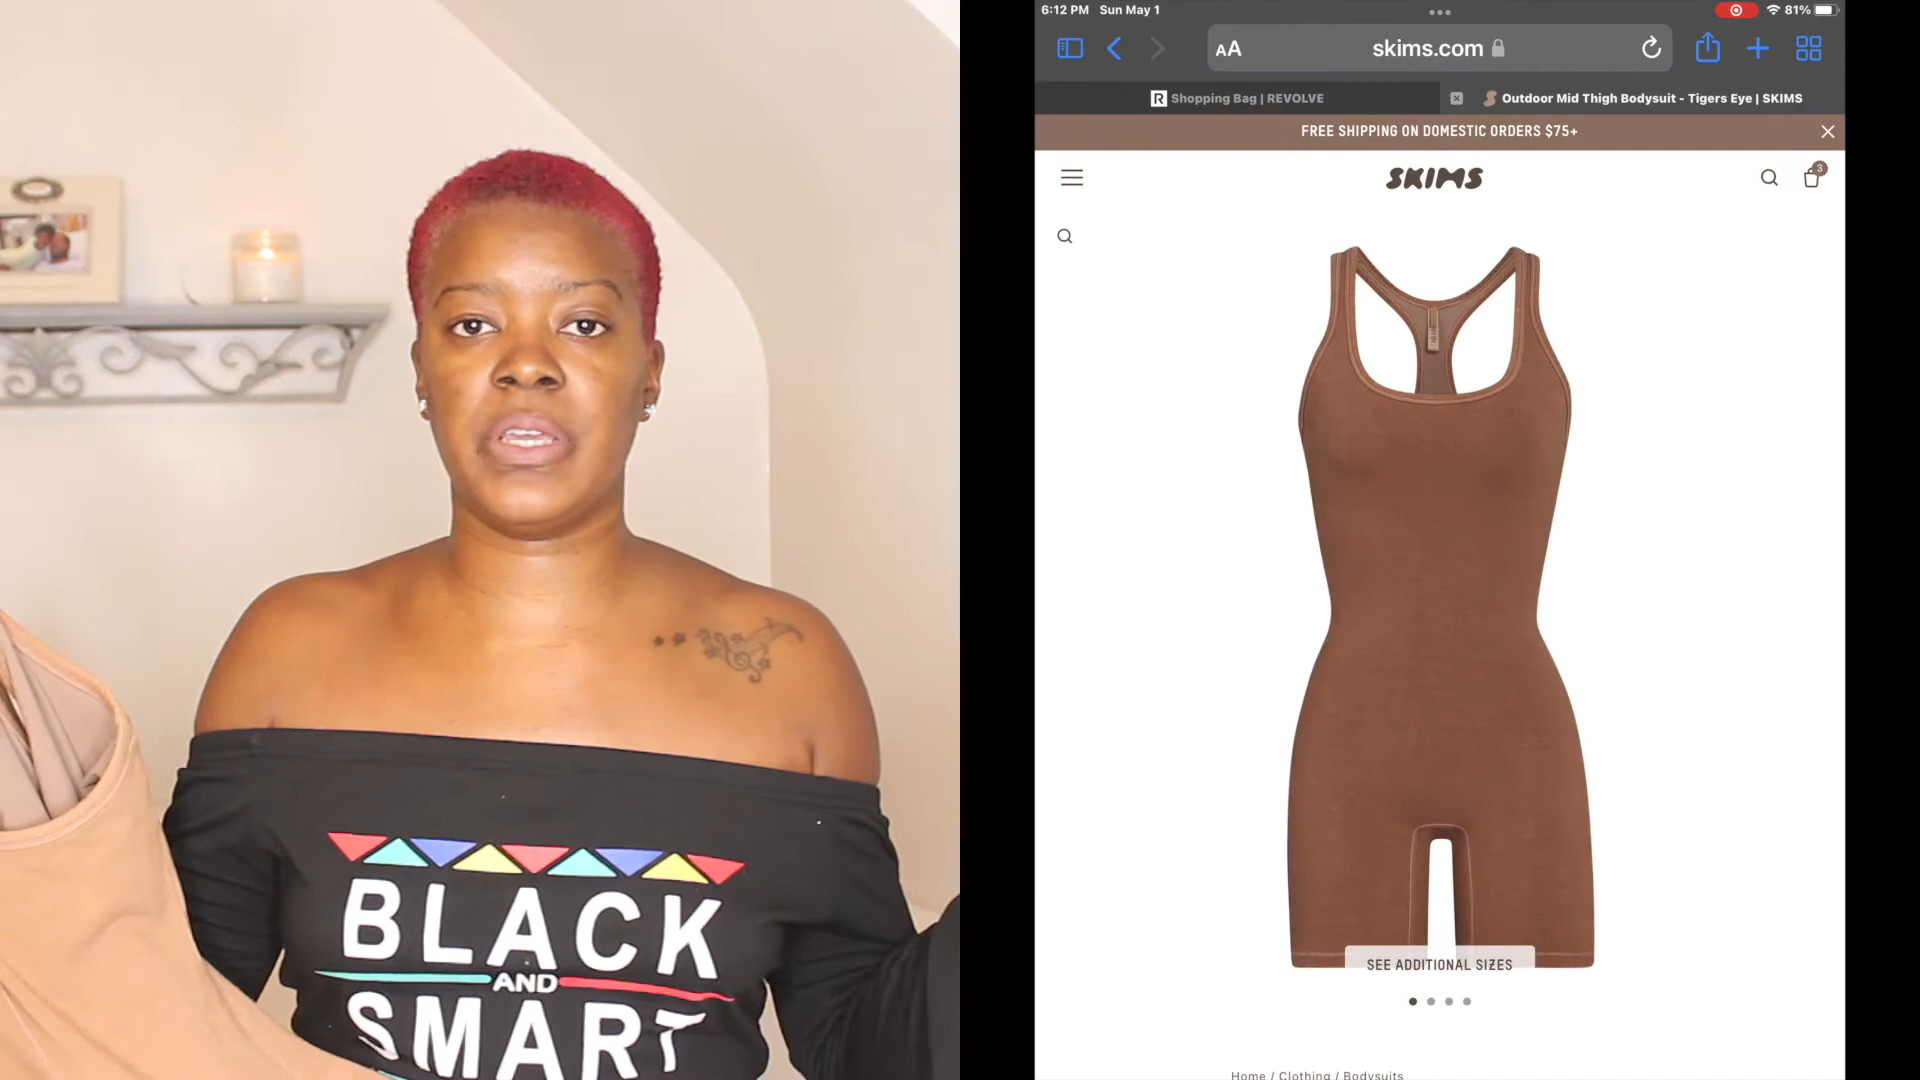 BLACK
AND
SMART
6:12 PM Sun May 1
81%
AA skims.com
R Shopping Bag | REVOLVE
Outdoor Mid Thigh Bodysuit - Tigers Eye | SKIMS
FREE SHIPPING ON DOMESTIC ORDERS $75+
SKIMS
3
SEE ADDITIONAL SIZES
Home / Clothing / Bodysuits